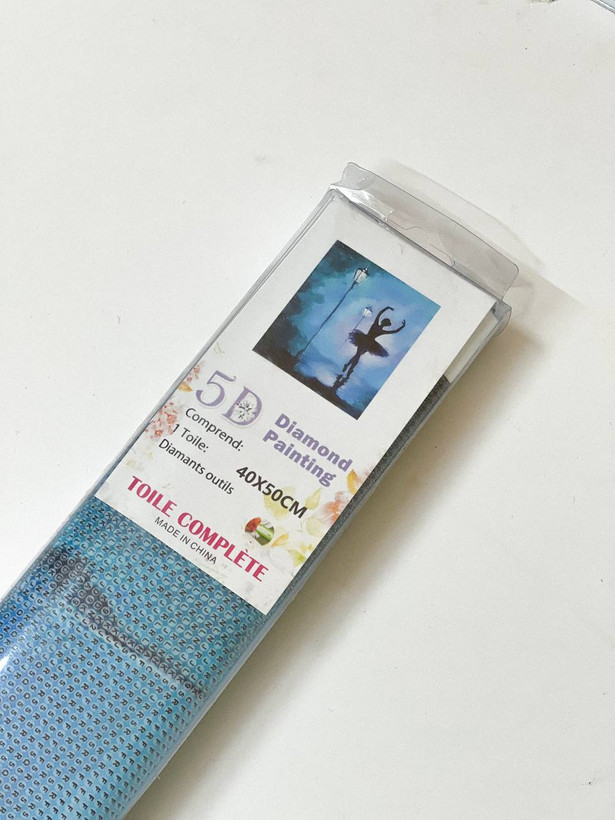 5D
Diamond
Painting
Comprend:
1 Toile:
40X50CM
Diamants outils
TOILE COMPLÈTE
MADE IN CHINA